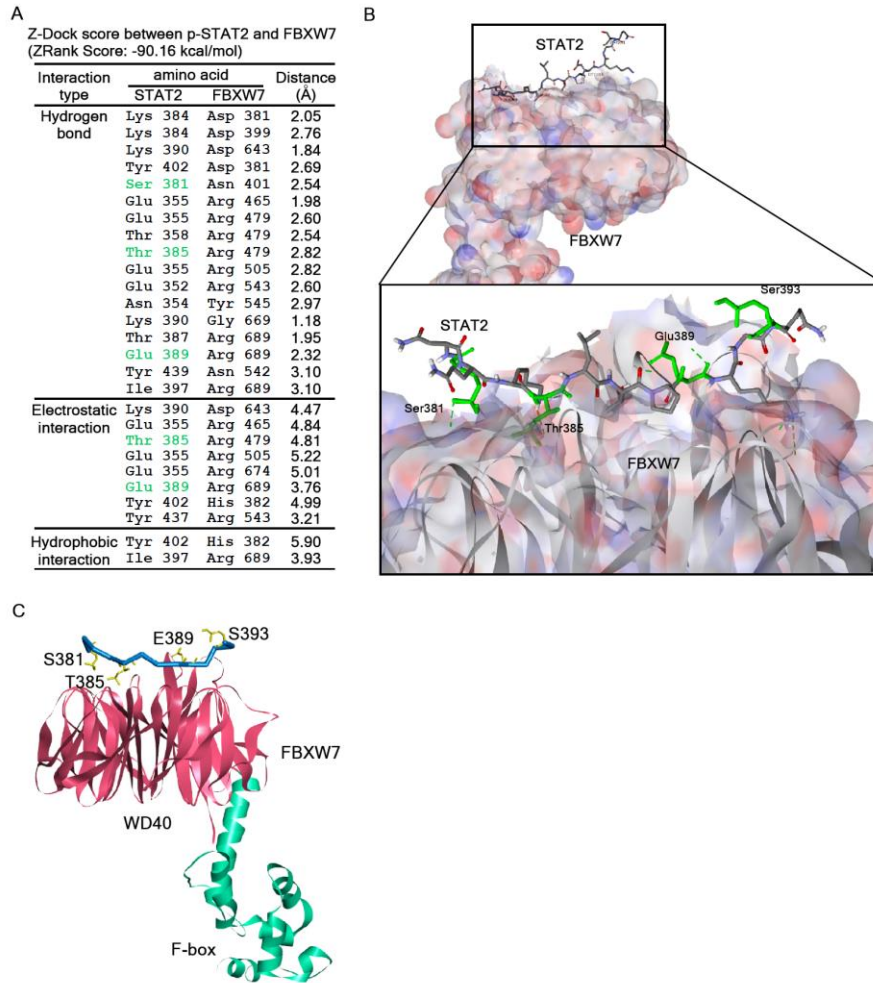 A
Z-Dock score between p-STAT2 and FBXW7
(ZRank Score: -90.16 kcal/mol)
Interaction type amino acid Distance (Å)
STAT2 FBXW7
Hydrogen bond
Lys 384 Asp 381 2.05
Lys 384 Asp 399 2.76
Lys 390 Asp 643 1.84
Tyr 402 Asp 381 2.69
Ser 381 Asn 401 2.54
Glu 355 Arg 465 1.98
Glu 355 Arg 479 2.60
Thr 358 Arg 479 2.54
Thr 385 Arg 479 2.82
Glu 355 Arg 505 2.82
Glu 352 Arg 543 2.60
Asn 354 Tyr 545 2.97
Lys 390 Gly 669 1.18
Thr 387 Arg 689 1.95
Glu 389 Arg 689 2.32
Tyr 439 Asn 542 3.10
Ile 397 Arg 689 3.10
Electrostatic interaction
Lys 390 Asp 643 4.47
Glu 355 Arg 465 4.84
Thr 385 Arg 479 4.81
Glu 355 Arg 505 5.22
Glu 355 Arg 674 5.01
Glu 389 Arg 689 3.76
Tyr 402 His 382 4.99
Tyr 437 Arg 543 3.21
Hydrophobic interaction
Tyr 402 His 382 5.90
Ile 397 Arg 689 3.93
B
STAT2
FBXW7
Ser393
STAT2
Glu389
Ser381
Thr385
FBXW7
C
E389
S393
S381
T385
FBXW7
WD40
F-box